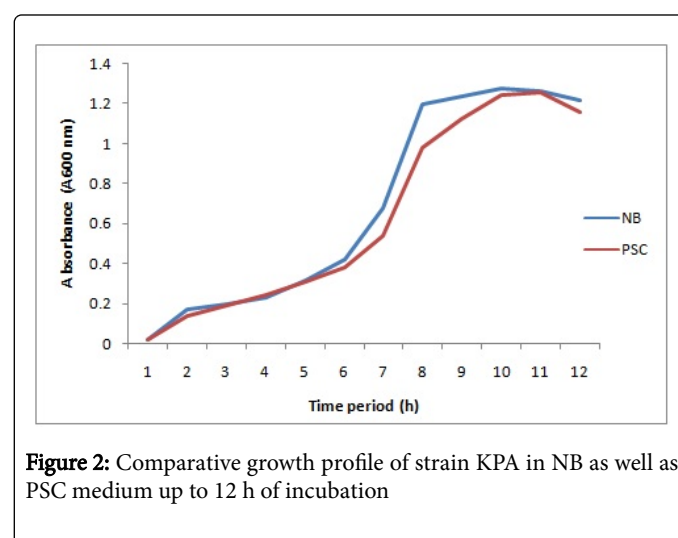 1.4
1.2
1
0.8
0.6
0.4
0.2
0
Absorbance (A600 nm)
1 2 3 4 5 6 7 8 9 10 11 12
Time period (h)
NB
PSC
Figure 2: Comparative growth profile of strain KPA in NB as well as
PSC medium up to 12 h of incubation